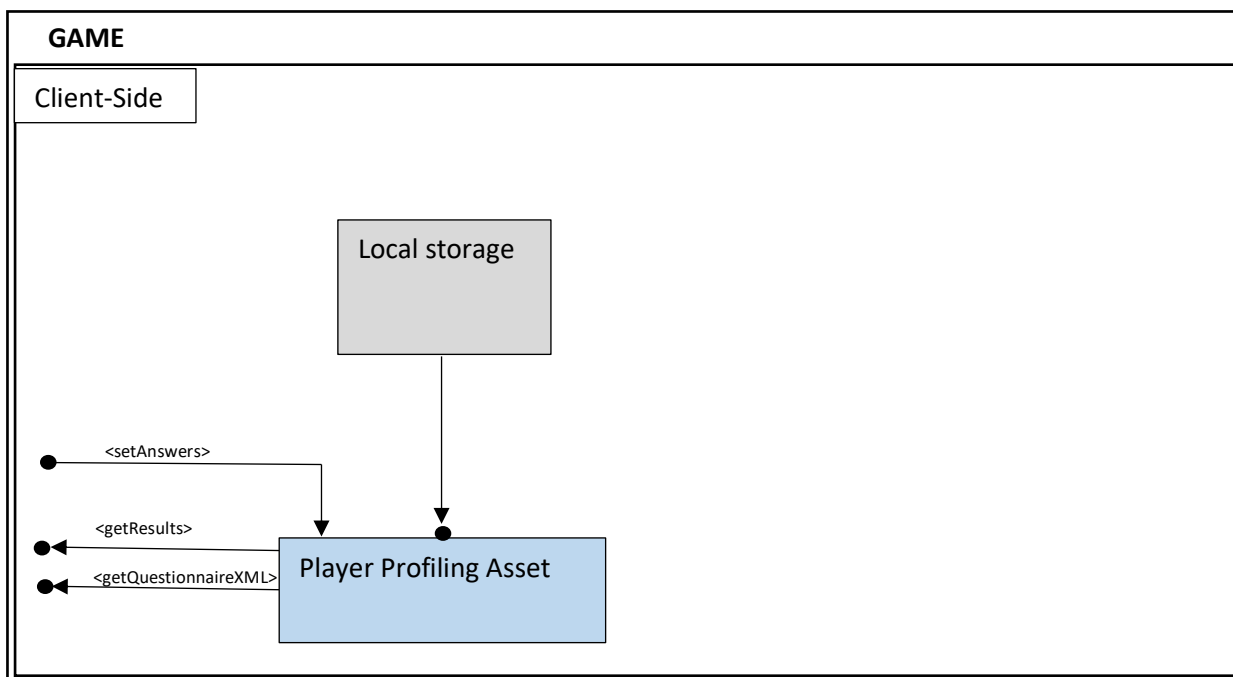 GAME
Client-Side
Local storage
<setAnswers>
<getResults>
<getQuestionnaireXML>
Player Profiling Asset